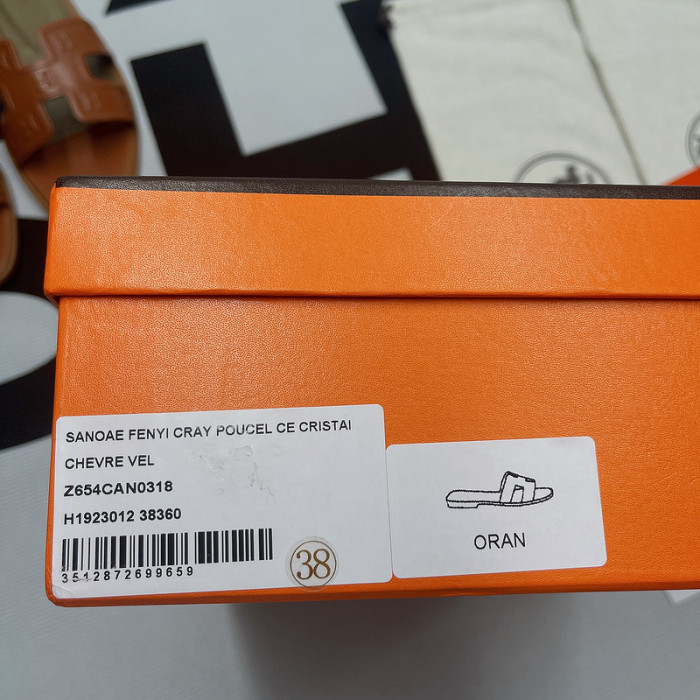 SANOAE FENYI CRAY POUCEL CE CRISTAI
CHEVRE VEL
Z654CAN0318
H1923012 38360
3512872699659
38
ORAN